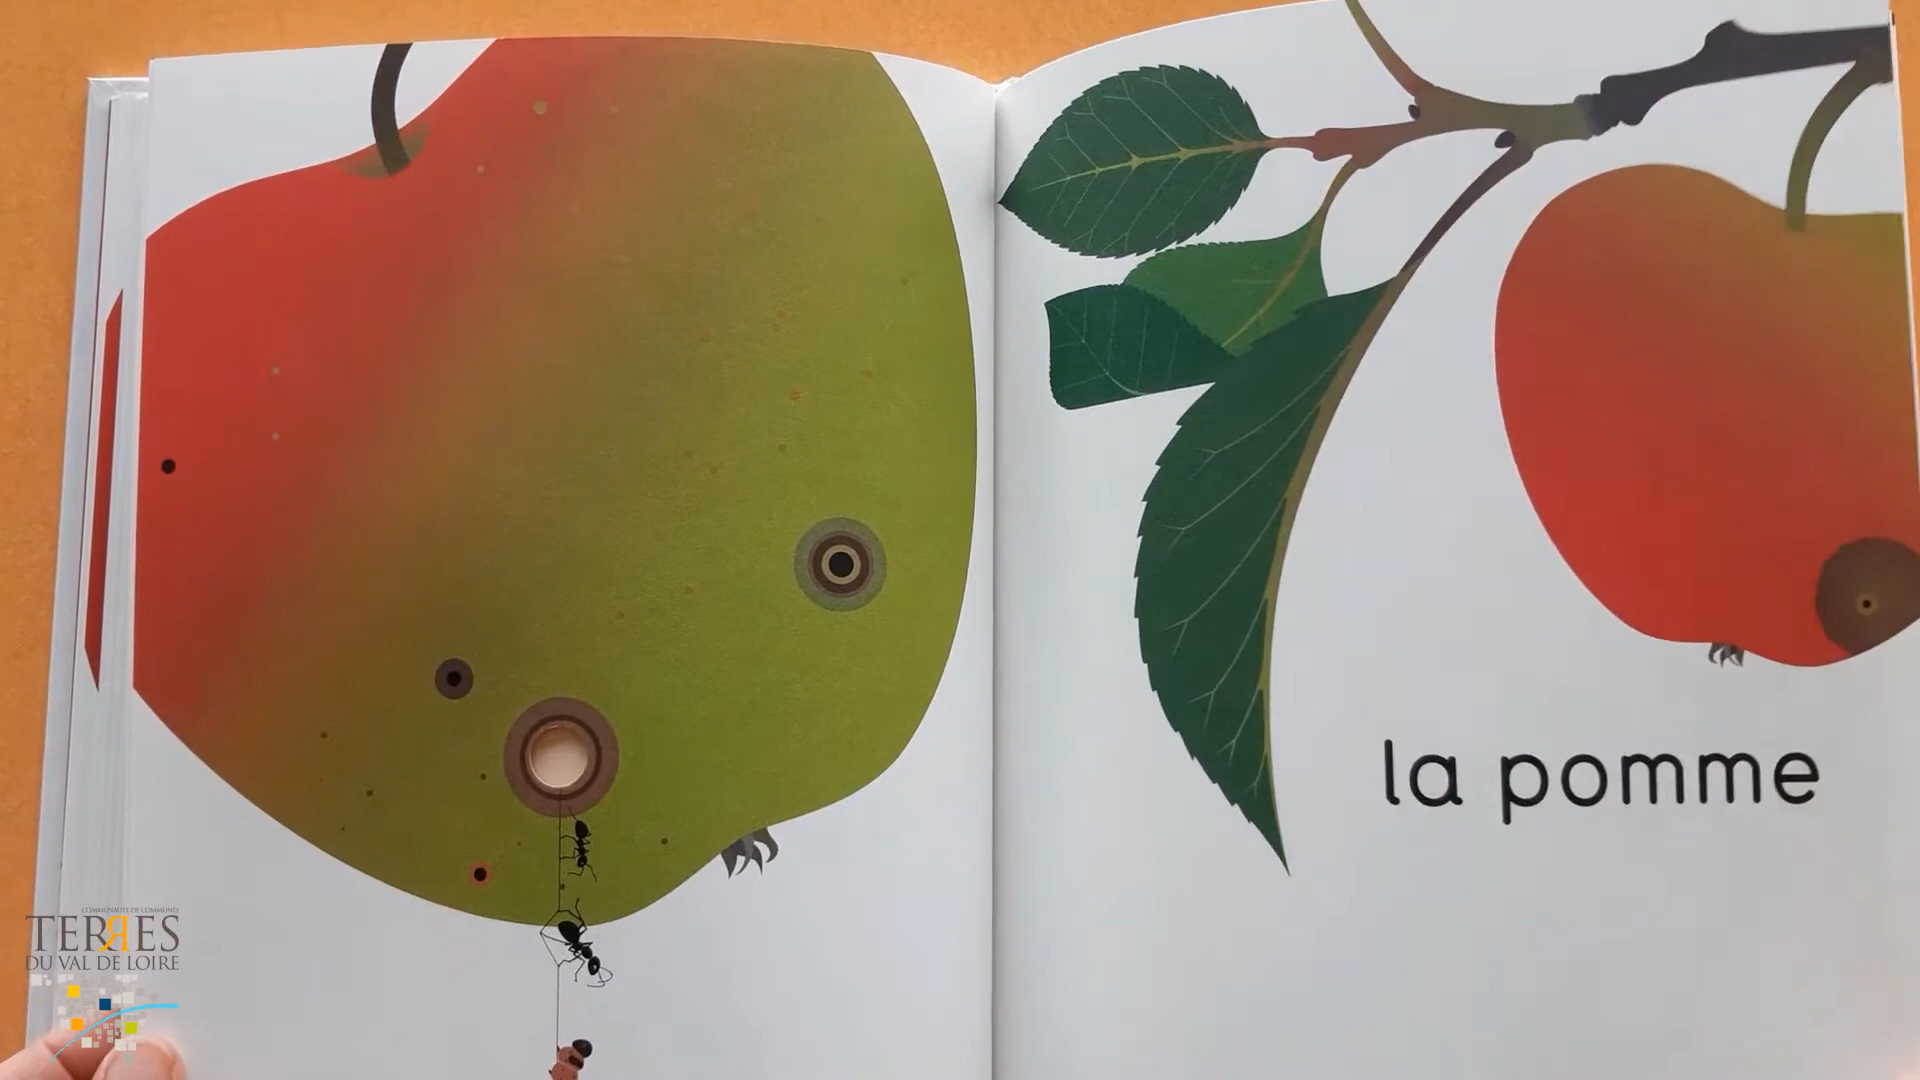 la pomme
COMMUNAUTÉ DE COMMUNES
TERRES
DU VAL DE LOIRE